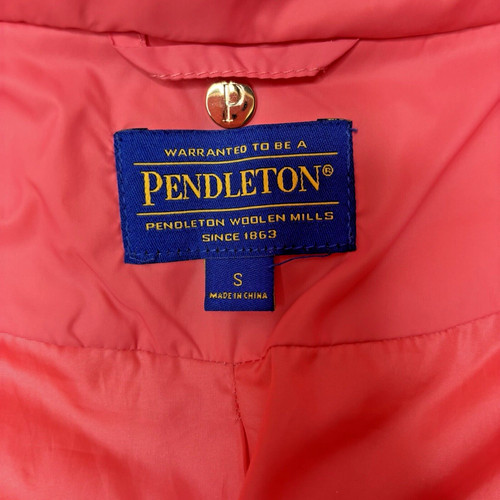 P
WARRANTED TO BE A
PENDLETON®
PENDLETON WOOLEN MILLS
SINCE 1863
S
MADE IN CHINA